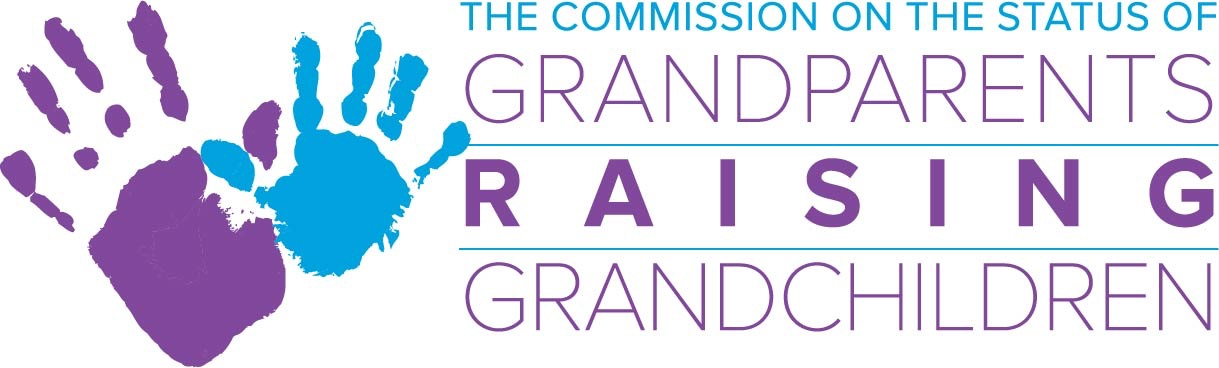 THE COMMISSION ON THE STATUS OF
GRANDPARENTS
RAISING
GRANDCHILDREN